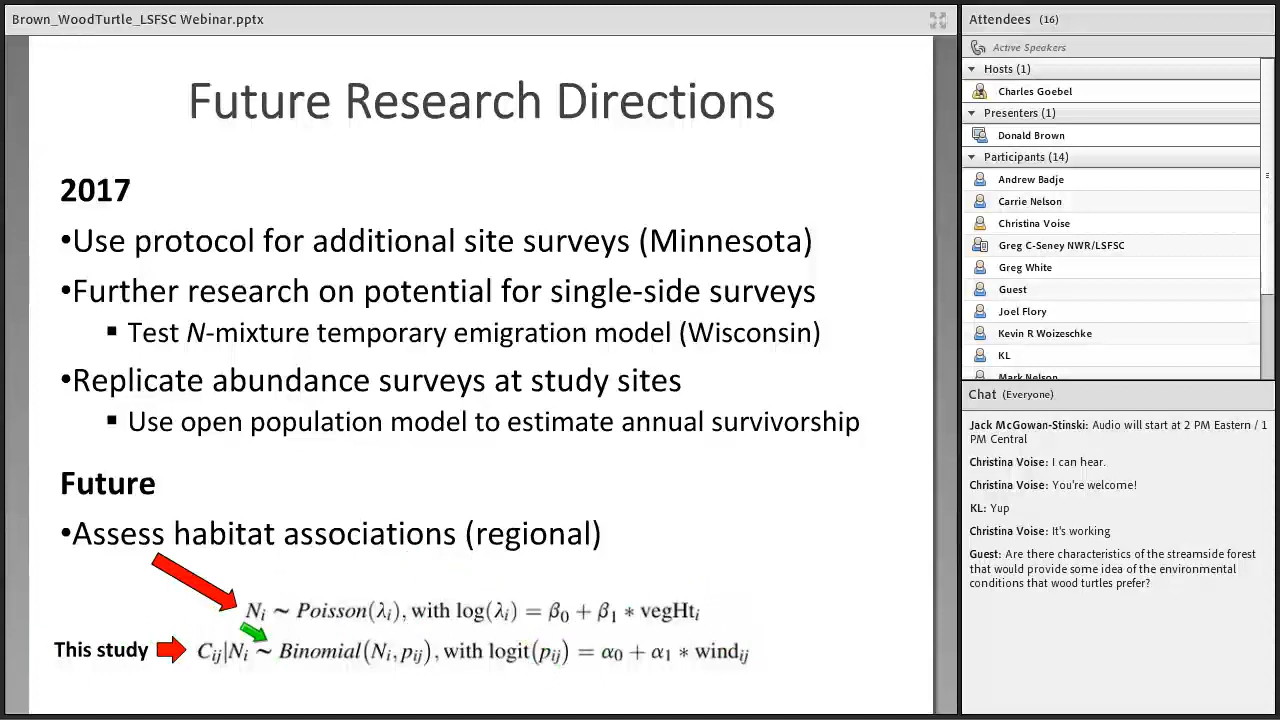 Brown_WoodTurtle_LSFSC Webinar.pptx
Future Research Directions
2017
•Use protocol for additional site surveys (Minnesota)
•Further research on potential for single-side surveys
▪ Test N-mixture temporary emigration model (Wisconsin)
•Replicate abundance surveys at study sites
▪ Use open population model to estimate annual survivorship
Future
•Assess habitat associations (regional)
Nᵢ ~ Poisson(λᵢ), with log(λᵢ) = β₀ + β₁ * vegHtᵢ
This study
Cᵢⱼ|Nᵢ ~ Binomial(Nᵢ, pᵢⱼ), with logit(pᵢⱼ) = α₀ + α₁ * windᵢⱼ
Attendees (16)
Active Speakers
Hosts (1)
Charles Goebel
Presenters (1)
Donald Brown
Participants (14)
Andrew Badje
Carrie Nelson
Christina Voise
Greg C-Seney NWR/LSFSC
Greg White
Guest
Joel Flory
Kevin R Woizeschke
KL
Mark Nelson
Chat (Everyone)
Jack McGowan-Stinski: Audio will start at 2 PM Eastern / 1
PM Central
Christina Voise: I can hear.
Christina Voise: You're welcome!
KL: Yup
Christina Voise: It's working
Guest: Are there characteristics of the streamside forest
that would provide some idea of the environmental
conditions that wood turtles prefer?